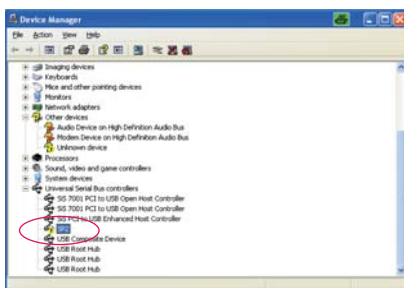 Device Manager
File Action View Help
Imaging devices
Keyboards
Mice and other pointing devices
Monitors
Network adapters
Other devices
Audio Device on High Definition Audio Bus
Modem Device on High Definition Audio Bus
Unknown device
Processors
Sound, video and game controllers
System devices
Universal Serial Bus controllers
SiS 7001 PCI to USB Open Host Controller
SiS 7001 PCI to USB Open Host Controller
SiS PCI to USB Enhanced Host Controller
SP2
USB Composite Device
USB Root Hub
USB Root Hub
USB Root Hub